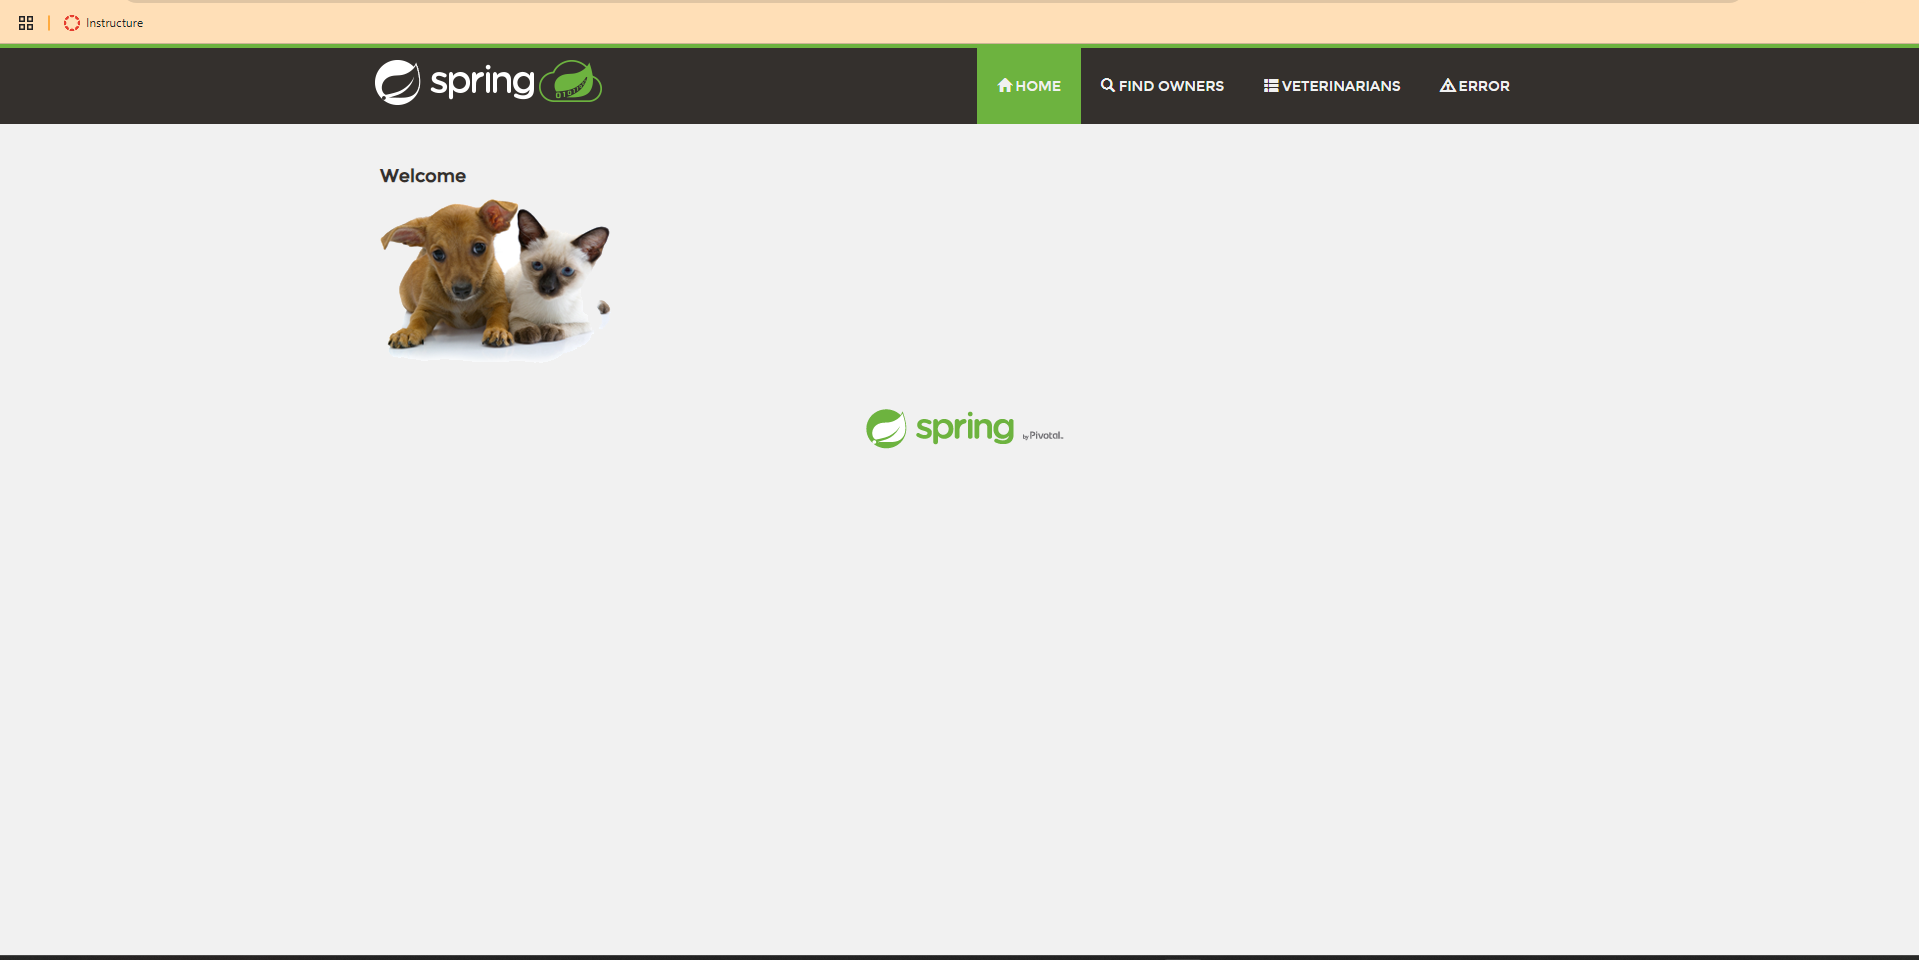 Instructure
spring
HOME
FIND OWNERS
VETERINARIANS
ERROR
Welcome
spring by Pivotal.